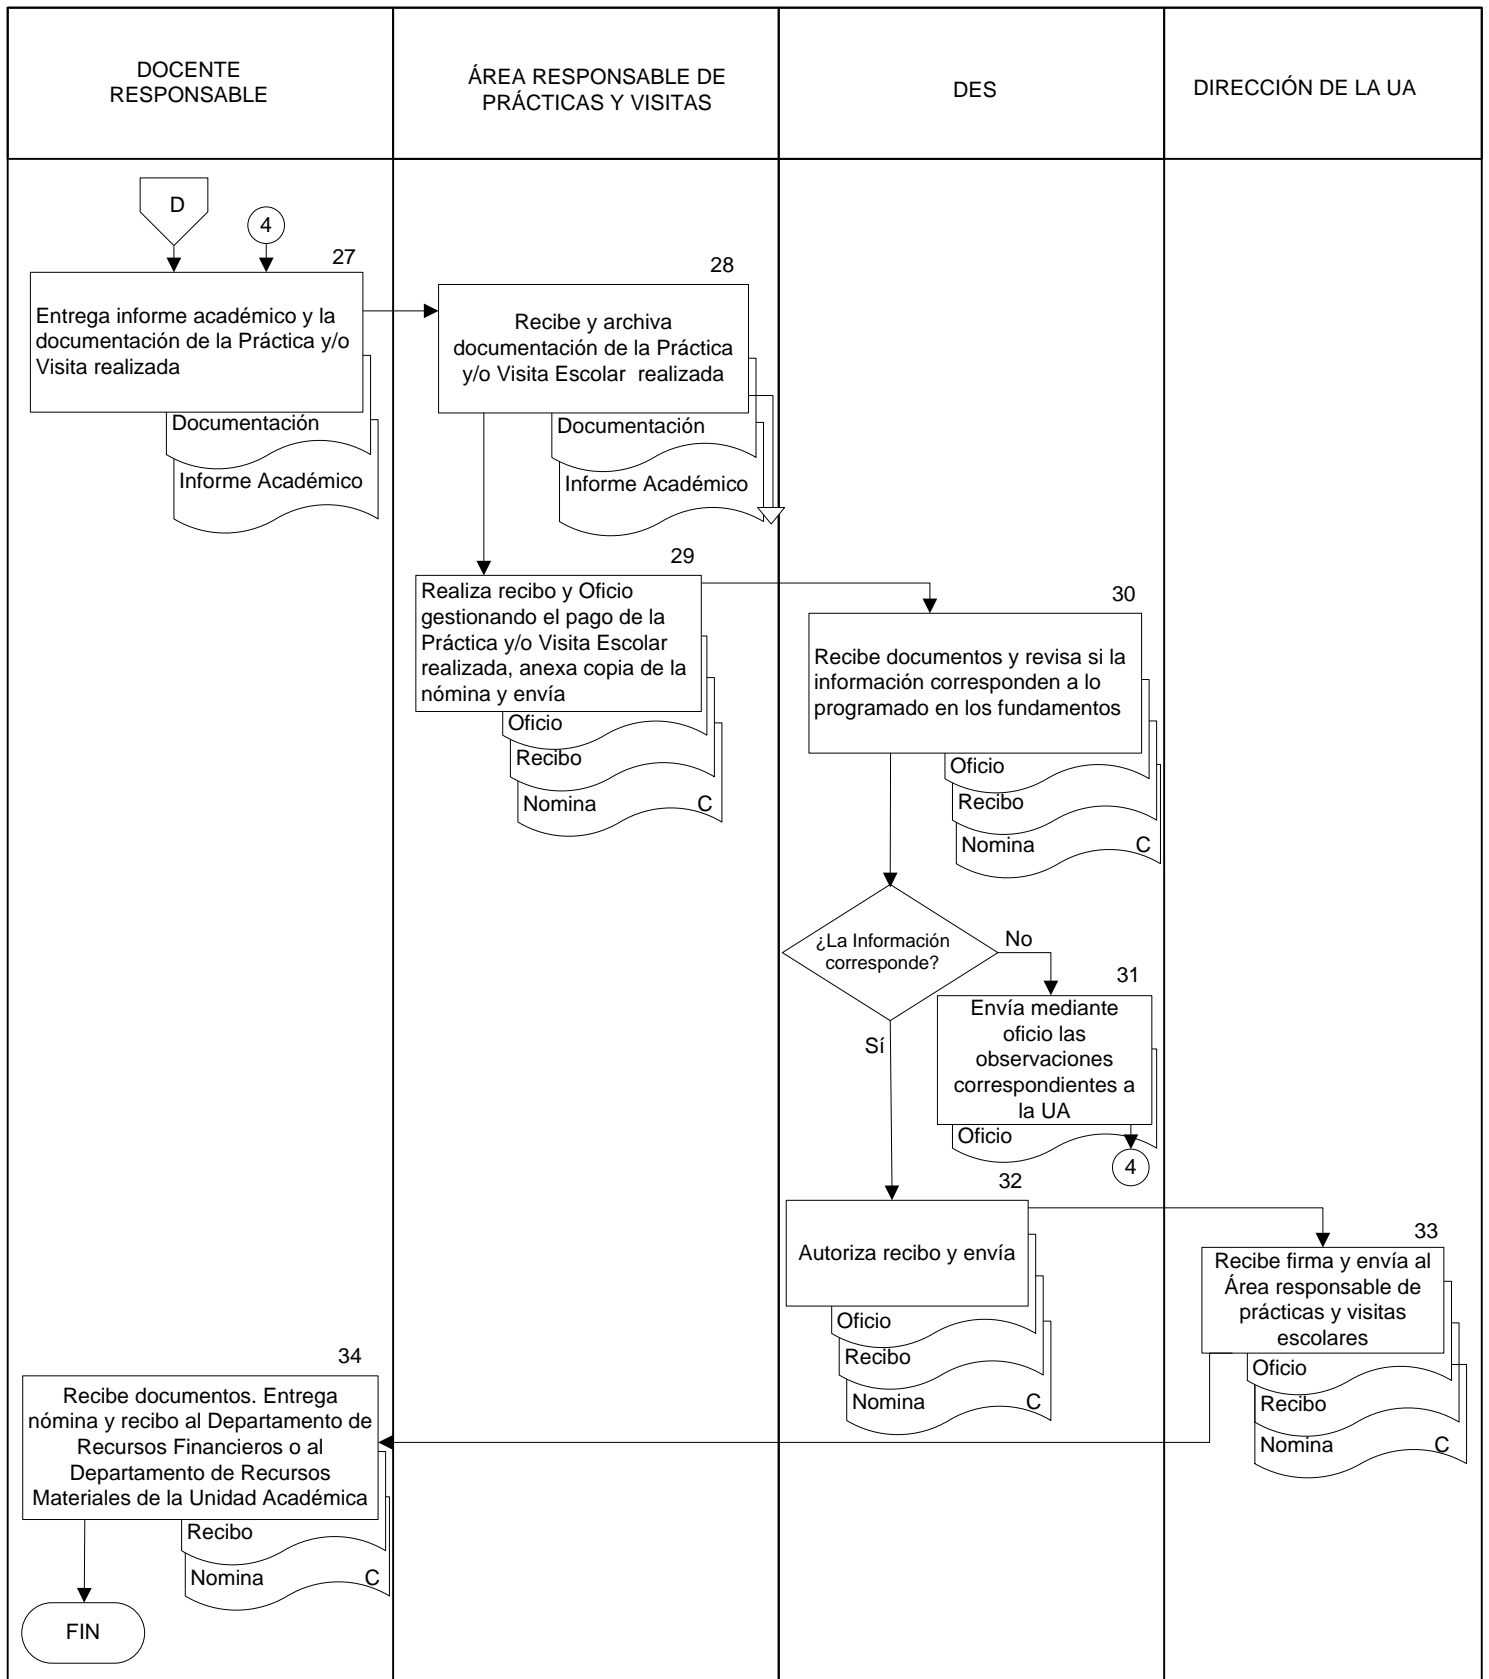 DOCENTE
RESPONSABLE
ÁREA RESPONSABLE DE
PRÁCTICAS Y VISITAS
DES
DIRECCIÓN DE LA UA
D
4
27
Entrega informe académico y la
documentación de la Práctica y/o
Visita realizada
Documentación
Informe Académico
28
Recibe y archiva
documentación de la Práctica
y/o Visita Escolar realizada
Documentación
Informe Académico
29
Realiza recibo y Oficio
gestionando el pago de la
Práctica y/o Visita Escolar
realizada, anexa copia de la
nómina y envía
Oficio
Recibo
Nomina C
30
Recibe documentos y revisa si la
información corresponden a lo
programado en los fundamentos
Oficio
Recibo
Nomina C
¿La Información
corresponde?
No
Sí
31
Envía mediante
oficio las
observaciones
correspondientes a
la UA
Oficio
4
32
Autoriza recibo y envía
Oficio
Recibo
Nomina C
33
Recibe firma y envía al
Área responsable de
prácticas y visitas
escolares
Oficio
Recibo
Nomina C
34
Recibe documentos. Entrega
nómina y recibo al Departamento de
Recursos Financieros o al
Departamento de Recursos
Materiales de la Unidad Académica
Recibo
Nomina C
FIN